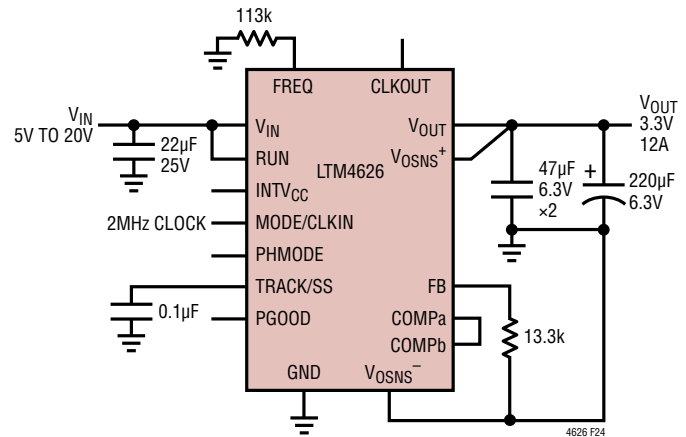 113k
FREQ
CLKOUT
VIN
5V TO 20V
22µF
25V
VIN
RUN
INTVCC
2MHz CLOCK
MODE/CLKIN
PHMODE
TRACK/SS
0.1µF
PGOOD
GND
LTM4626
VOUT
VOSNS+
FB
COMPa
COMPb
VOSNS–
VOUT
3.3V
12A
47µF
6.3V
×2
+
220µF
6.3V
13.3k
4626 F24